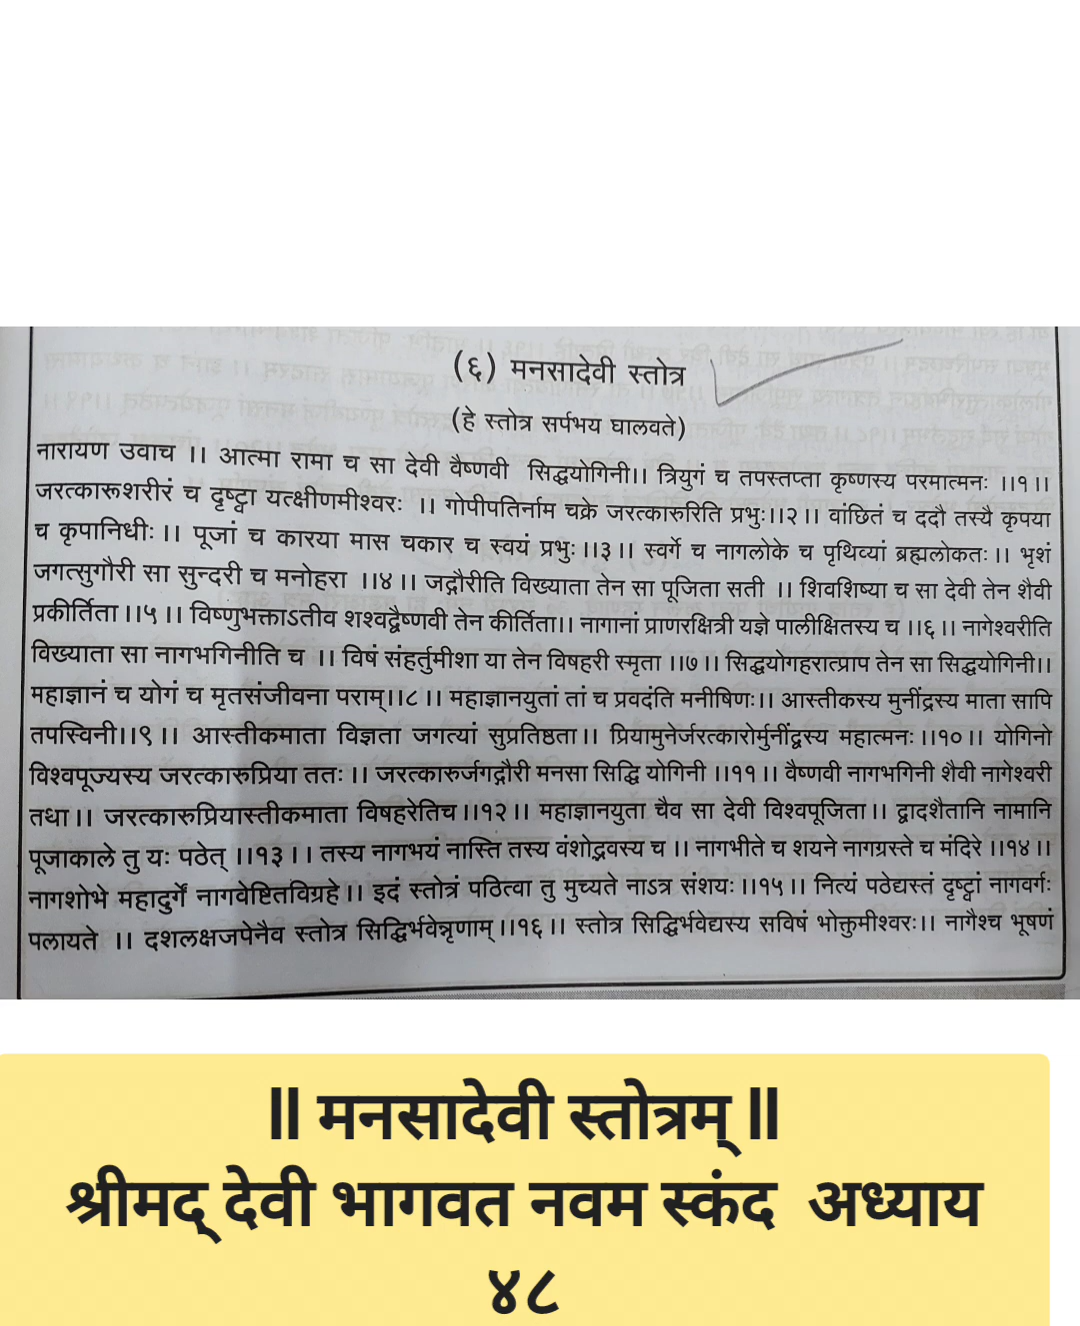 (६) मनसादेवी स्तोत्र
(हे स्तोत्र सर्पभय घालवते)
नारायण उवाच ।। आत्मा रामा च सा देवी वैष्णवी सिद्धयोगिनी।। त्रियुगं च तपस्तप्ता कृष्णस्य परमात्मनः ।।१।।
जरत्कारूशरीरं च दृष्ट्वा यत्क्षीणमीश्वरः ।। गोपीपतिर्नाम चक्रे जरत्कारुरिति प्रभुः।।२।। वांछितं च ददौ तस्यै कृपया
च कृपानिधीः ।। पूजां च कारया मास चकार च स्वयं प्रभुः ।।३।। स्वर्गे च नागलोके च पृथिव्यां ब्रह्मलोकतः ।। भृशं
जगत्सुगौरी सा सुन्दरी च मनोहरा ।।४।। जद्गौरीति विख्याता तेन सा पूजिता सती ।। शिवशिष्या च सा देवी तेन शैवी
प्रकीर्तिता।।५।। विष्णुभक्ताऽतीव शश्वद्वैष्णवी तेन कीर्तिता।। नागानां प्राणरक्षित्री यज्ञे पालीक्षितस्य च ।।६।। नागेश्वरीति
विख्याता सा नागभगिनीति च ।। विषं संहर्तुमीशा या तेन विषहरी स्मृता ।।७।। सिद्धयोगहरात्प्राप तेन सा सिद्धयोगिनी।।
महाज्ञानं च योगं च मृतसंजीवना पराम्।।८।। महाज्ञानयुतां तां च प्रवदंति मनीषिणः।। आस्तीकस्य मुनींद्रस्य माता सापि
तपस्विनी।।९।। आस्तीकमाता विज्ञता जगत्यां सुप्रतिष्ठता।। प्रियामुनेर्जरत्कारोर्मुनींद्रस्य महात्मनः ।।१०।। योगिनो
विश्वपूज्यस्य जरत्कारुप्रिया ततः ।। जरत्कारुर्जगद्गौरी मनसा सिद्धि योगिनी ।।११।। वैष्णवी नागभगिनी शैवी नागेश्वरी
तथा।। जरत्कारुप्रियास्तीकमाता विषहरेतिच।।१२।। महाज्ञानयुता चैव सा देवी विश्वपूजिता।। द्वादशैतानि नामानि
पूजाकाले तु यः पठेत् ।।१३।। तस्य नागभयं नास्ति तस्य वंशोद्भवस्य च ।। नागभीते च शयने नागग्रस्ते च मंदिरे ।।१४।।
नागशोभे महादुर्गें नागवेष्टितविग्रहे।। इदं स्तोत्रं पठित्वा तु मुच्यते नाऽत्र संशयः ।।१५।। नित्यं पठेद्यस्तं दृष्ट्वां नागवर्गः
पलायते ।। दशलक्षजपेनैव स्तोत्र सिद्धिर्भवेन्नृणाम्।।१६।। स्तोत्र सिद्धिर्भवेद्यस्य सविषं भोक्तुमीश्वरः।। नागैश्च भूषणं
॥ मनसादेवी स्तोत्रम् ॥
श्रीमद् देवी भागवत नवम स्कंद अध्याय
४८